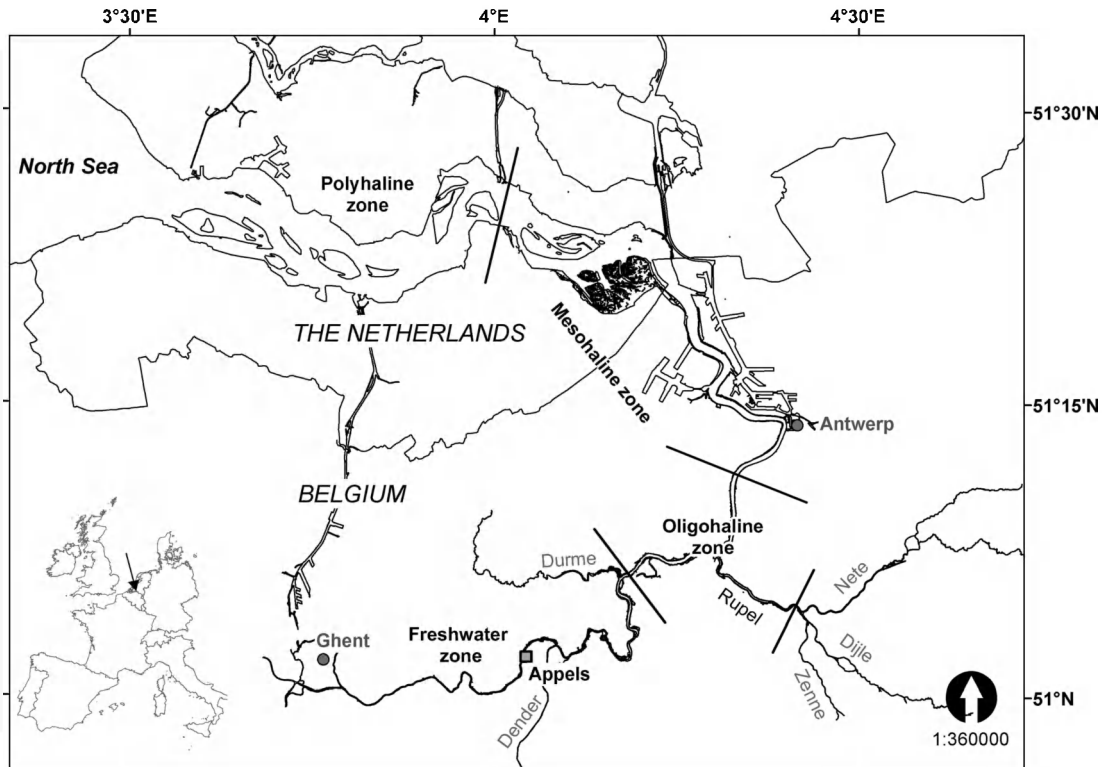 3°30'E
4°E
4°30'E
51°30'N
North Sea
Polyhaline
zone
THE NETHERLANDS
Mesohaline zone
51°15'N
Antwerp
BELGIUM
Oligohaline
zone
Durme
Nete
Rupel
Ghent
Freshwater
zone
Dijle
Appels
Zenne
Dender
51°N
1:360000